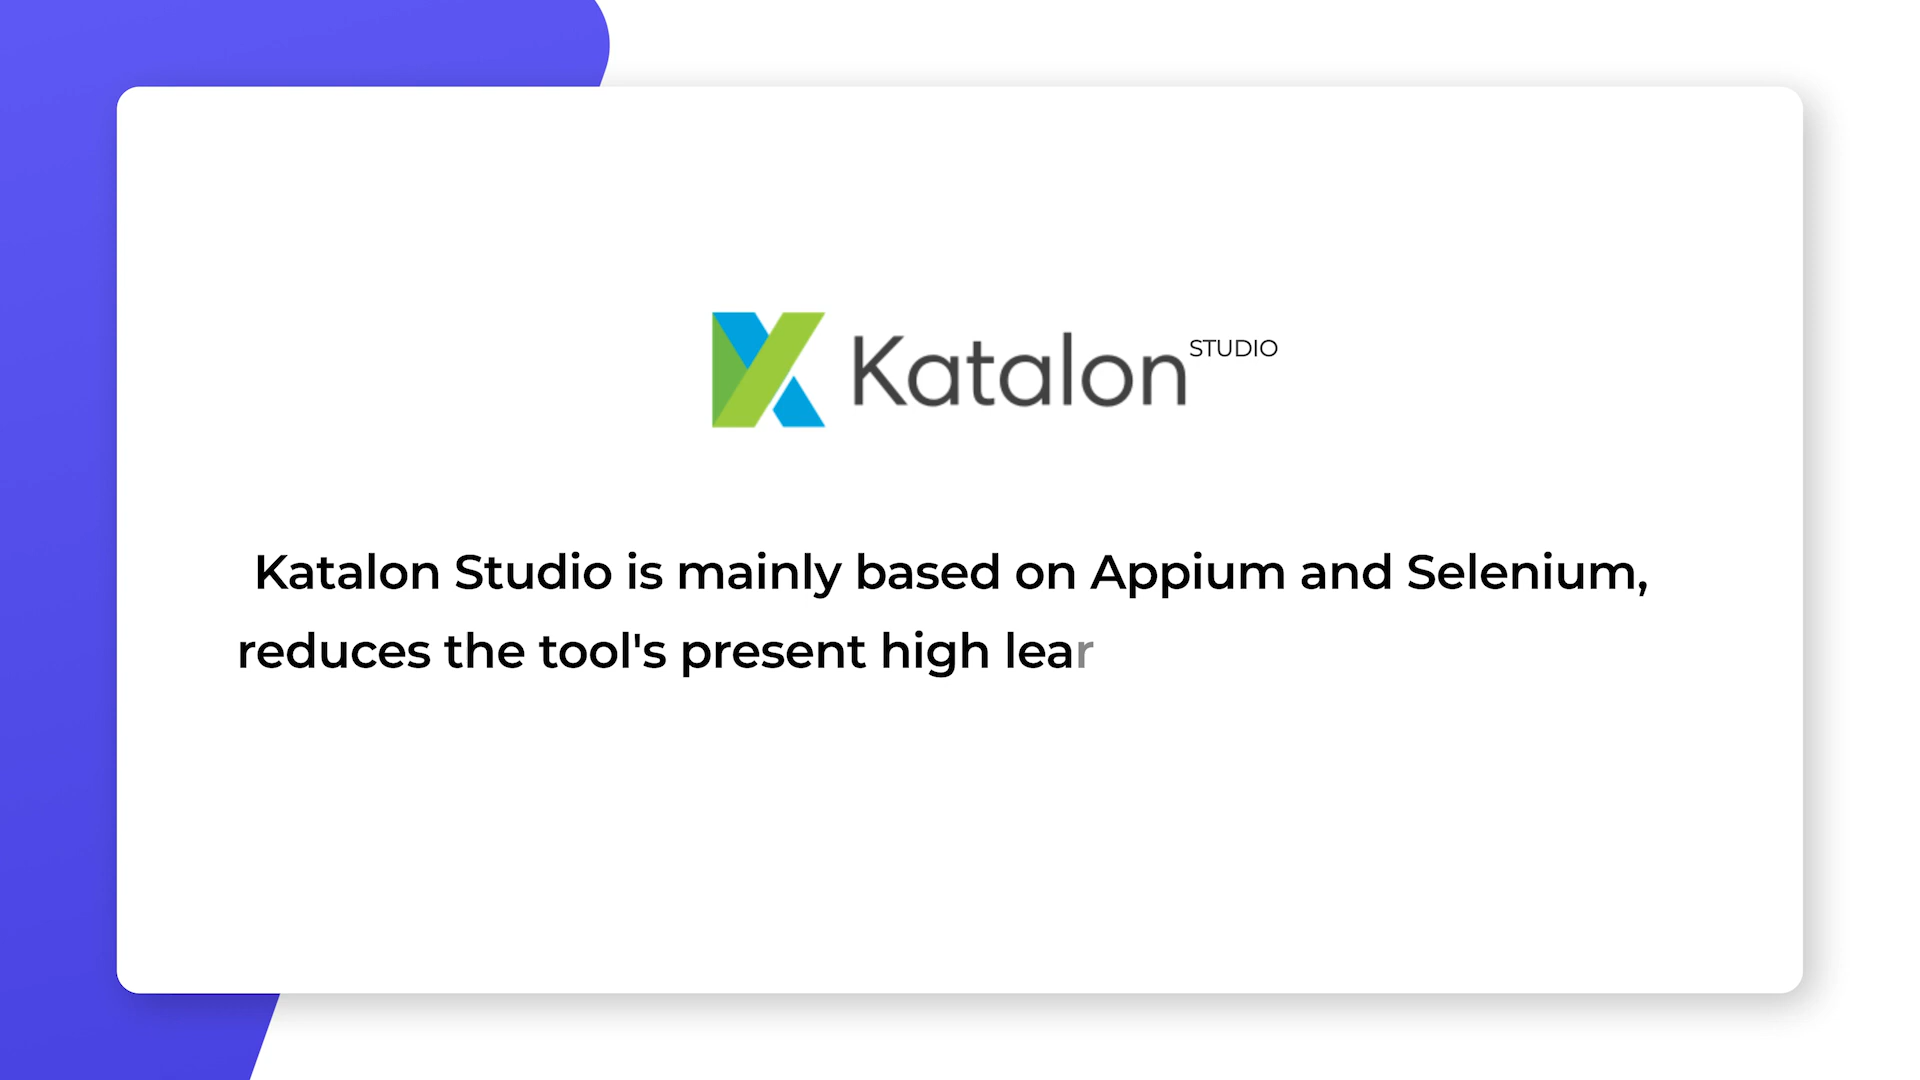 Katalon STUDIO
Katalon Studio is mainly based on Appium and Selenium,
reduces the tool's present high lear